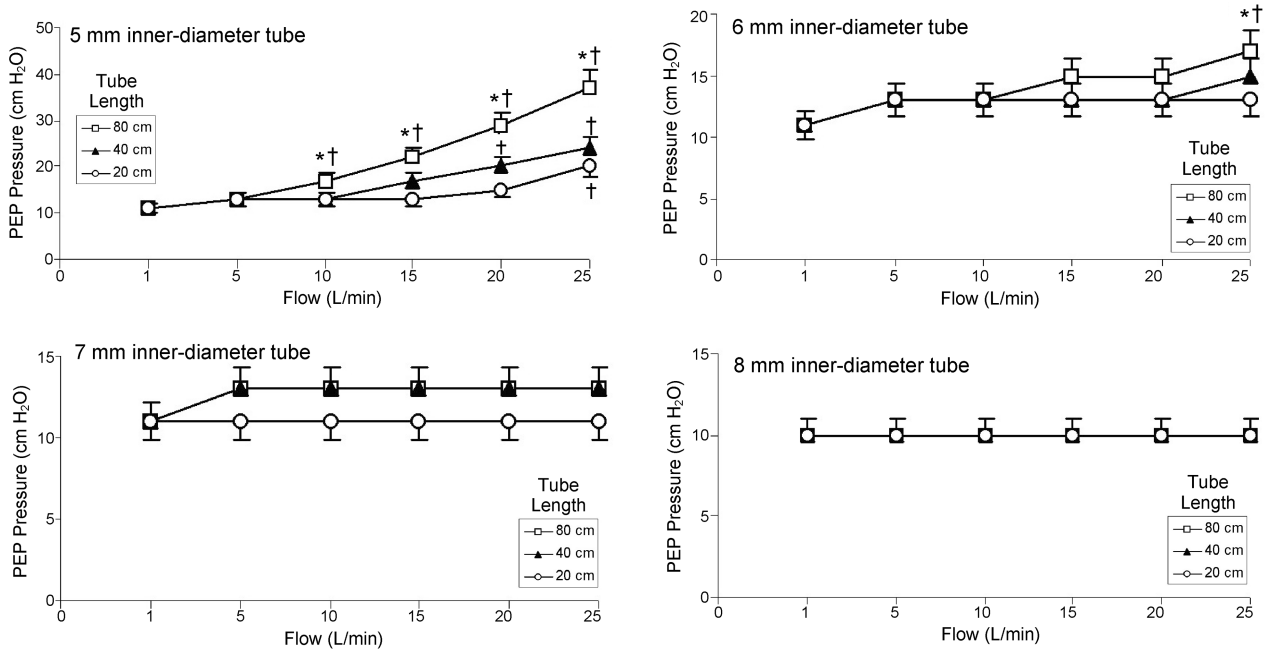 5 mm inner-diameter tube
PEP Pressure (cm H₂O)
50
40
30
20
10
0
Tube
Length
80 cm
40 cm
20 cm
*†
*†
*†
*†
†
†
†
0 1 5 10 15 20 25
Flow (L/min)
6 mm inner-diameter tube
PEP Pressure (cm H₂O)
20
15
10
5
0
*†
Tube
Length
80 cm
40 cm
20 cm
0 1 5 10 15 20 25
Flow (L/min)
7 mm inner-diameter tube
PEP Pressure (cm H₂O)
15
10
5
0
Tube
Length
80 cm
40 cm
20 cm
0 1 5 10 15 20 25
Flow (L/min)
8 mm inner-diameter tube
PEP Pressure (cm H₂O)
15
10
5
0
Tube
Length
80 cm
40 cm
20 cm
0 1 5 10 15 20 25
Flow (L/min)